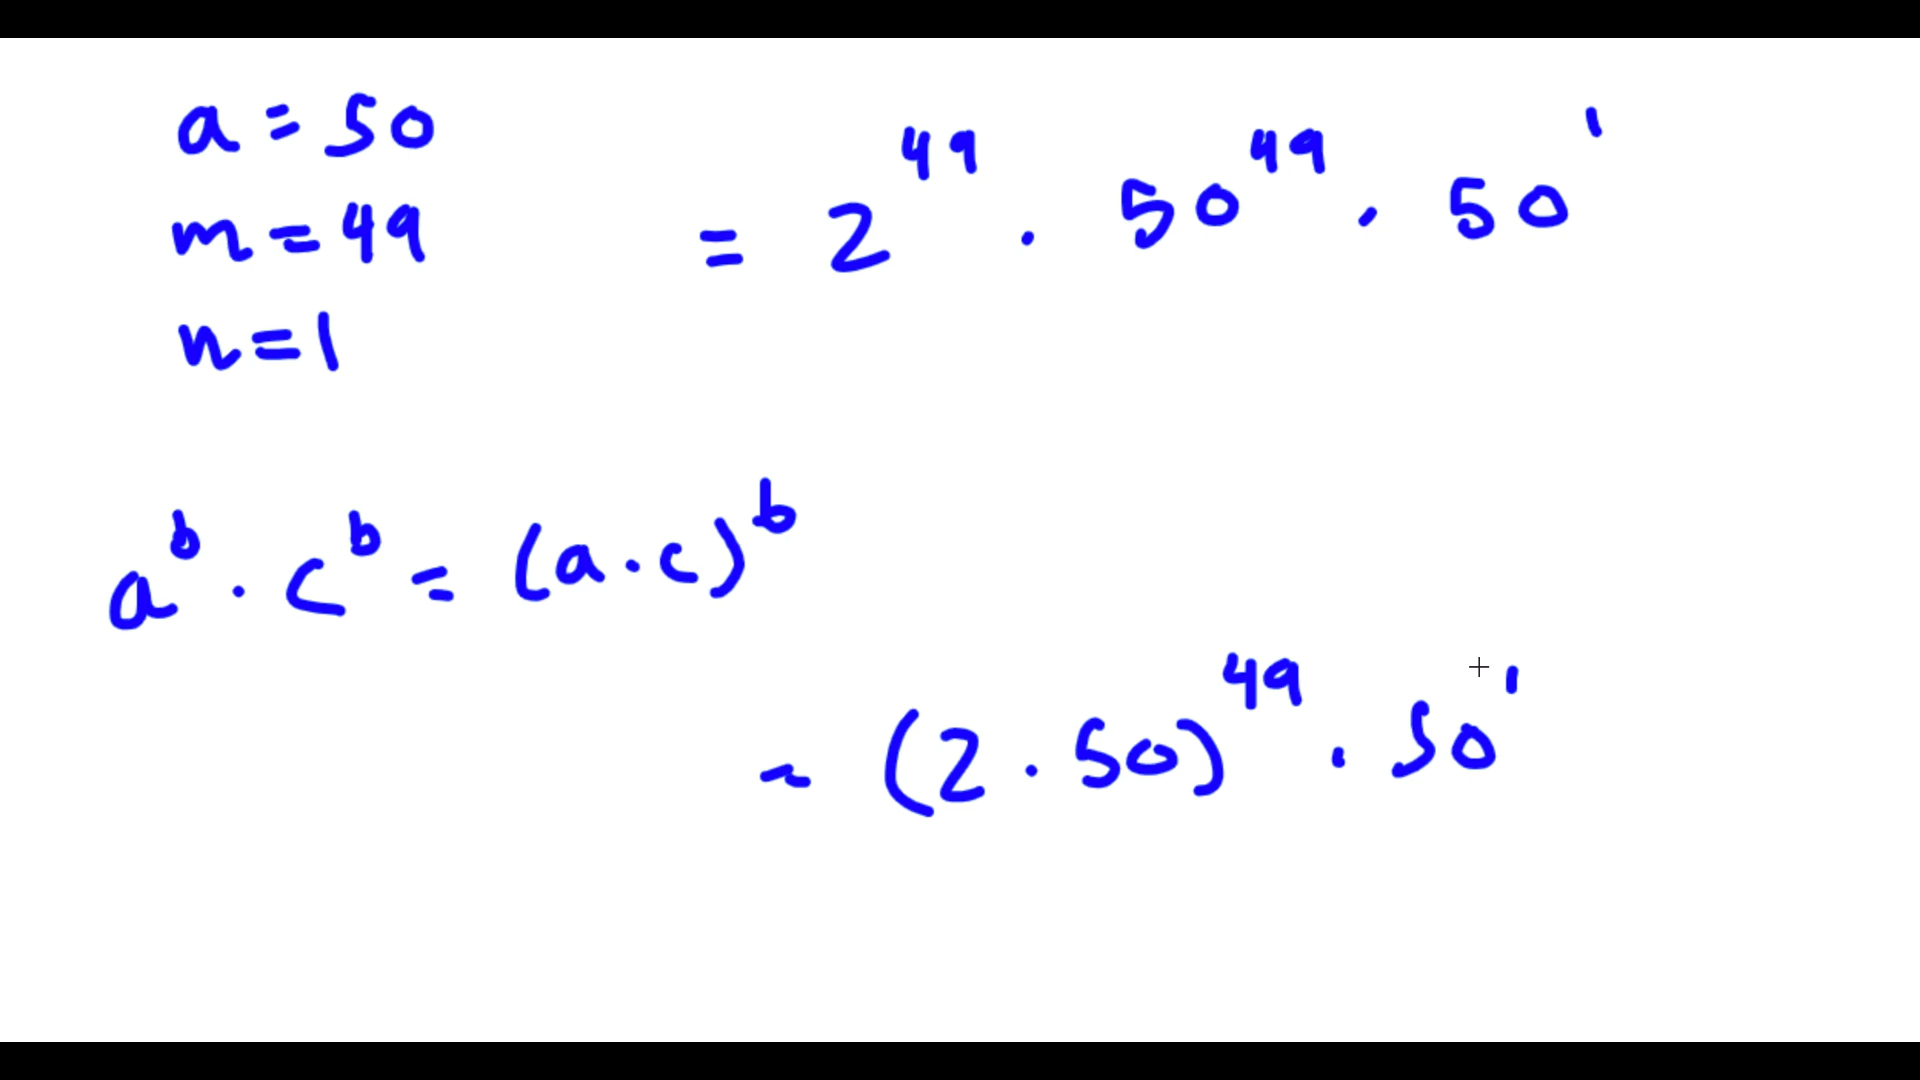 a = 50
m = 49
n = 1
= 2^49 · 50^49 · 50^1
a^b · c^b = (a · c)^b
= (2 · 50)^49 · 50^1